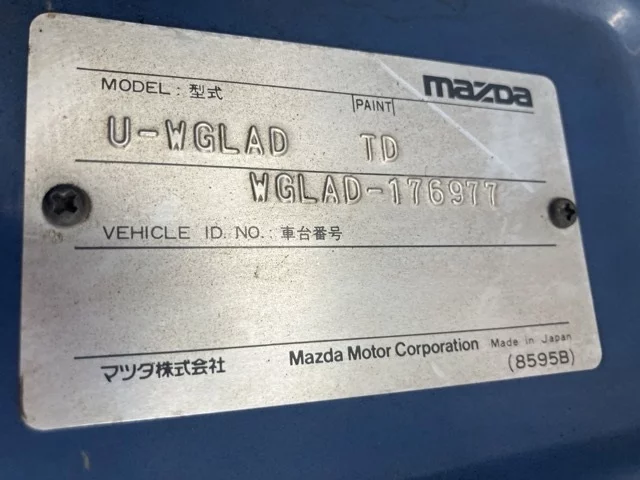 mazda
MODEL : 型式 PAINT
U-WGLAD TD
WGLAD-176977
VEHICLE ID. NO. : 車台番号
マツダ株式会社 Mazda Motor Corporation Made in Japan
(8595B)